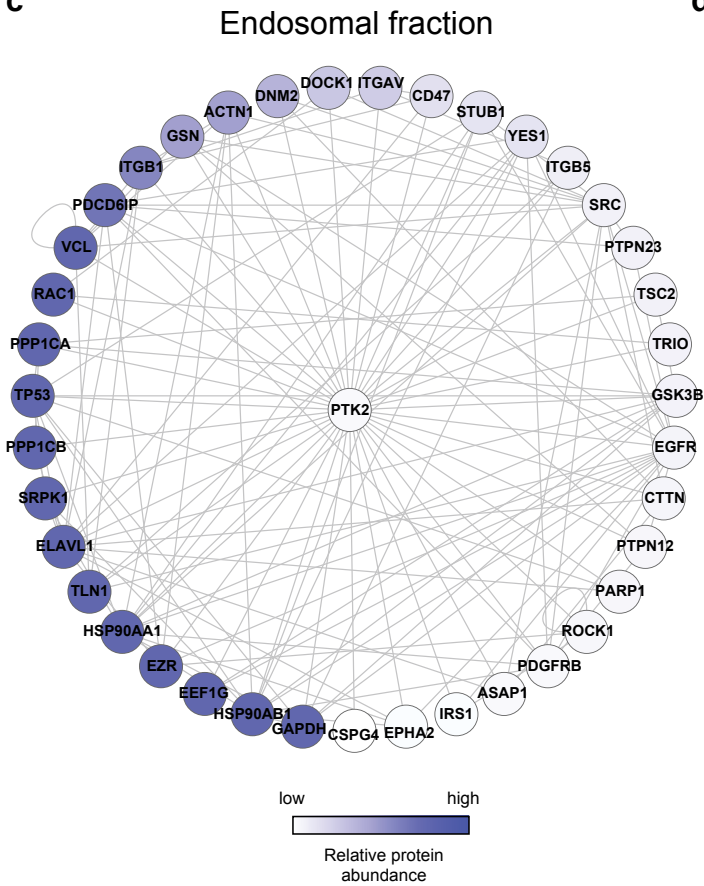 c
Endosomal fraction
DOCK1
ITGAV
DNM2
CD47
ACTN1
STUB1
GSN
YES1
ITGB1
ITGB5
PDCD6IP
SRC
VCL
PTPN23
RAC1
TSC2
PPP1CA
TRIO
TP53
GSK3B
PTK2
PPP1CB
EGFR
SRPK1
CTTN
ELAVL1
PTPN12
TLN1
PARP1
HSP90AA1
ROCK1
EZR
PDGFRB
EEF1G
ASAP1
HSP90AB1
IRS1
GAPDH
CSPG4
EPHA2
low
high
Relative protein
abundance